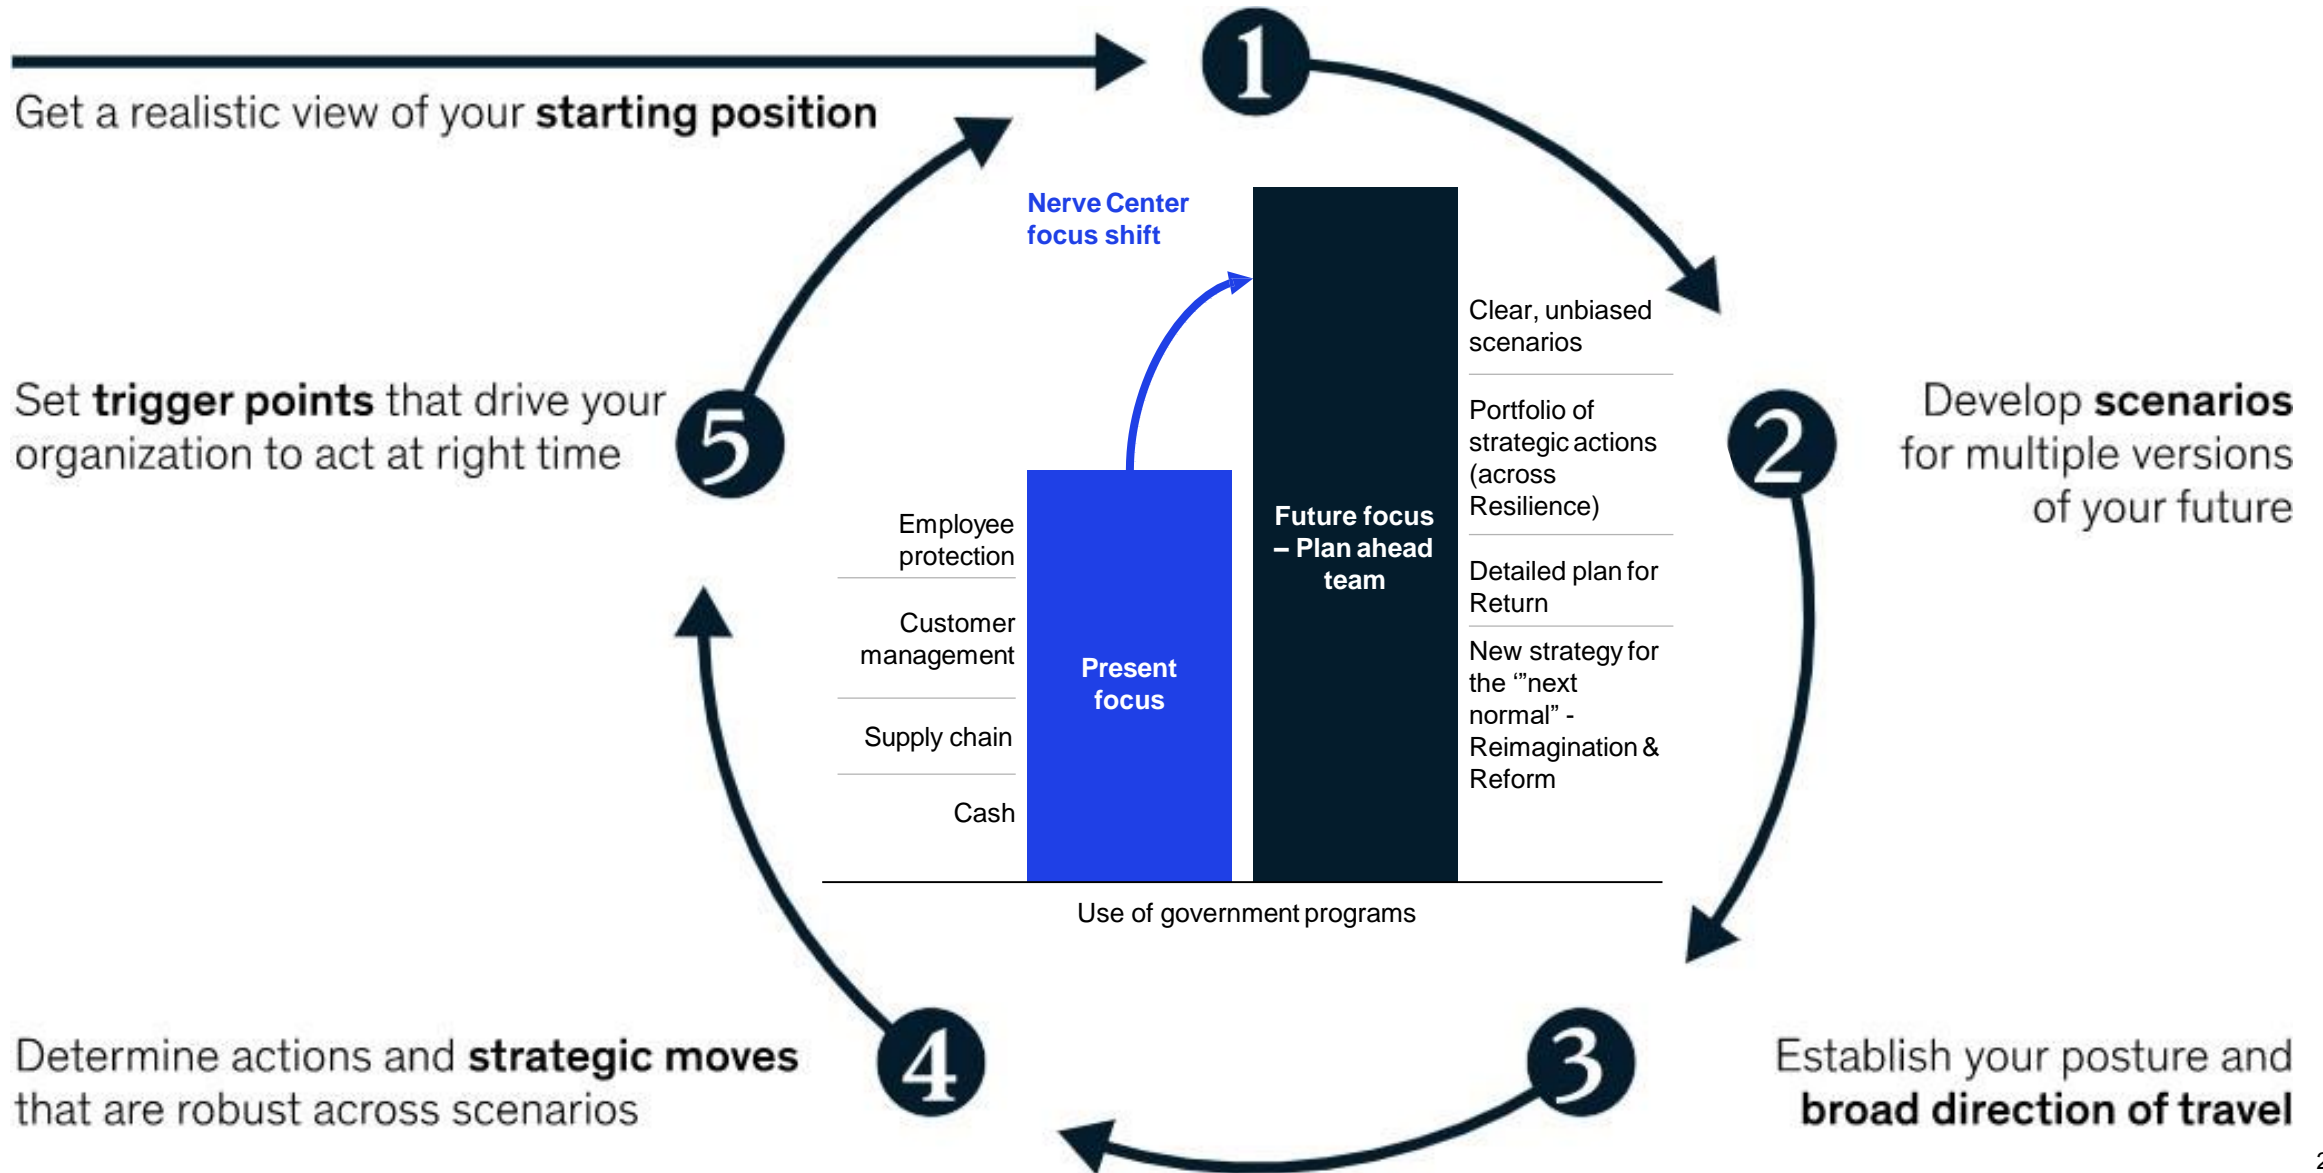 1
Get a realistic view of your starting position
Nerve Center
focus shift
Clear, unbiased
scenarios
Portfolio of
strategic actions
(across
Resilience)
Detailed plan for
Return
New strategy for
the ‘”next
normal” -
Reimagination &
Reform
Set trigger points that drive your
organization to act at right time
5
2
Develop scenarios
for multiple versions
of your future
Employee
protection
Customer
management
Supply chain
Cash
Present
focus
Future focus
– Plan ahead
team
Use of government programs
Determine actions and strategic moves
that are robust across scenarios
4
3
Establish your posture and
broad direction of travel